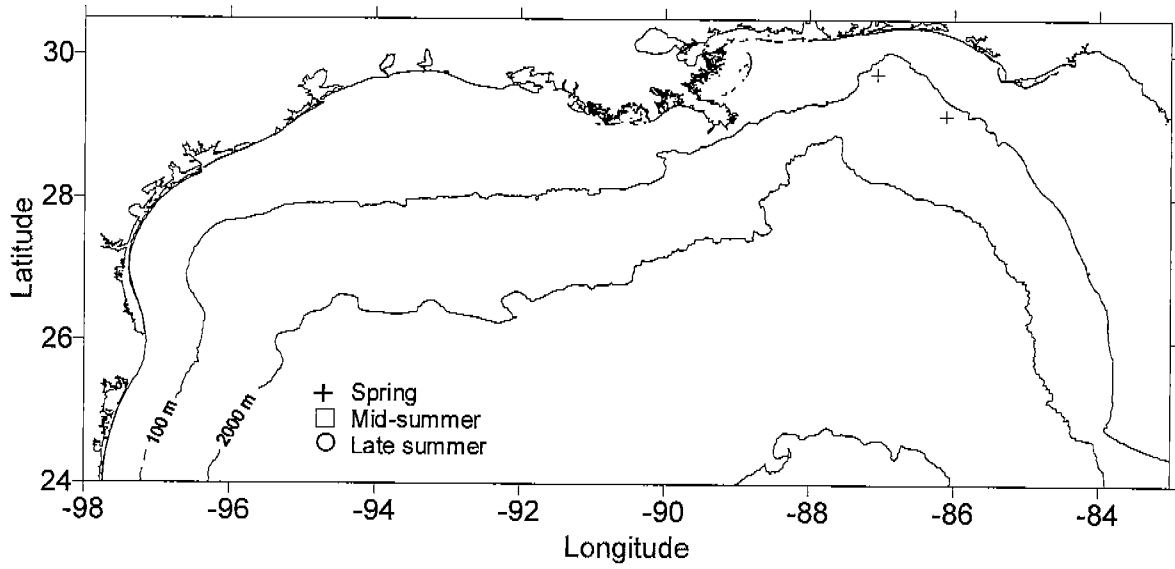 30
28
26
24
Latitude
100 m
2000 m
+ Spring
□ Mid-summer
○ Late summer
-98 -96 -94 -92 -90 -88 -86 -84
Longitude